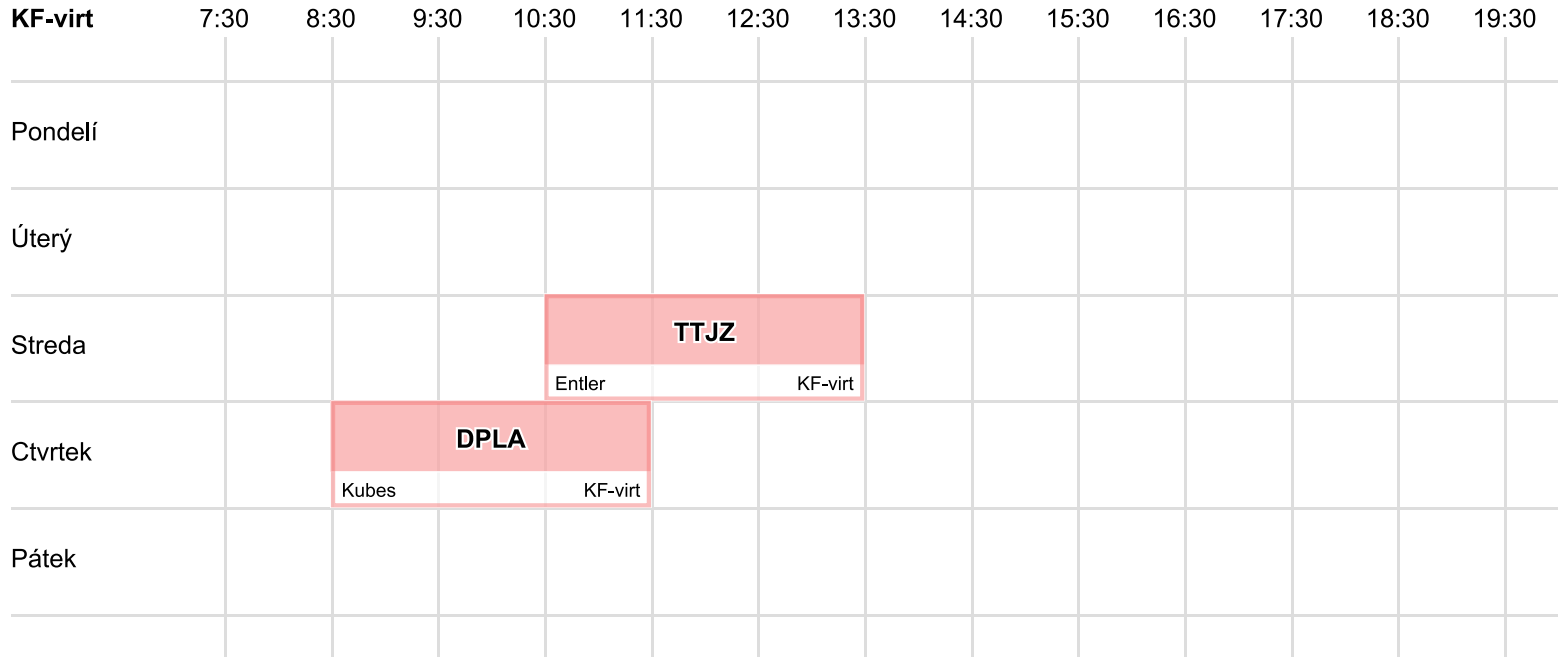 KF-virt 7:30 8:30 9:30 10:30 11:30 12:30 13:30 14:30 15:30 16:30 17:30 18:30 19:30
Pondelí
Úterý
Streda
TTJZ
Entler KF-virt
Ctvrtek
DPLA
Kubes KF-virt
Pátek